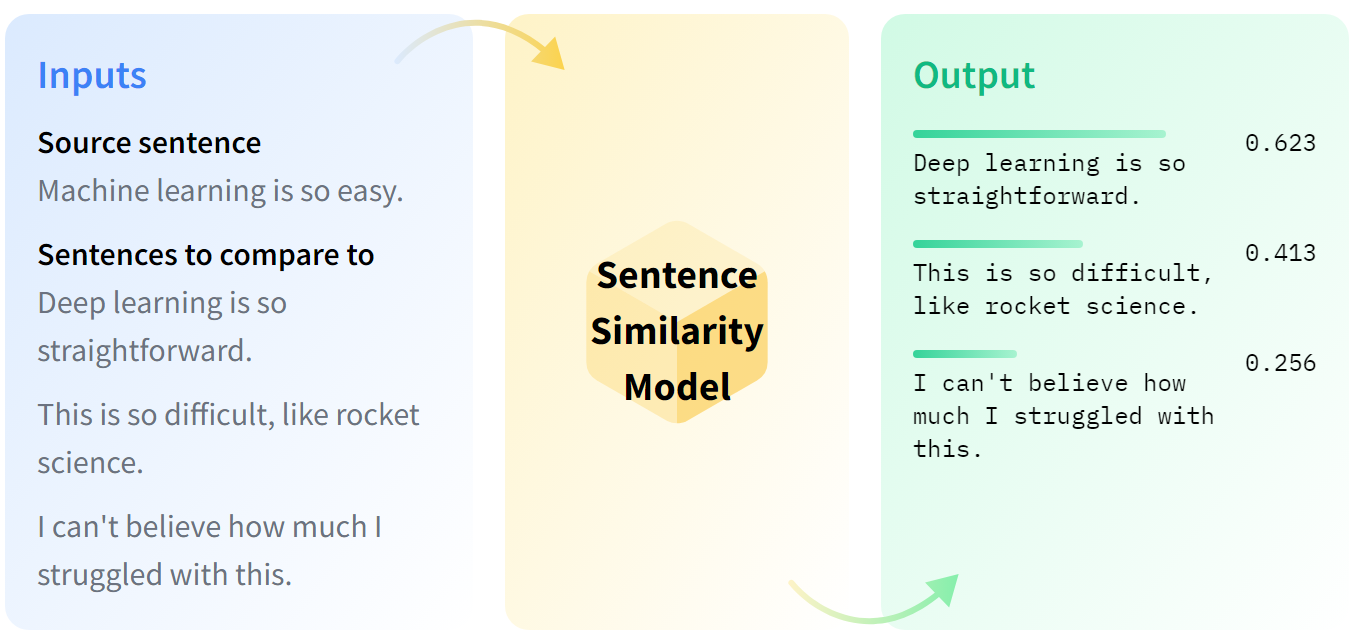 Inputs
Source sentence
Machine learning is so easy.
Sentences to compare to
Deep learning is so
straightforward.
This is so difficult, like rocket
science.
I can't believe how much I
struggled with this.
Sentence
Similarity
Model
Output
Deep learning is so
straightforward.
0.623
This is so difficult,
like rocket science.
0.413
I can't believe how
much I struggled with
this.
0.256